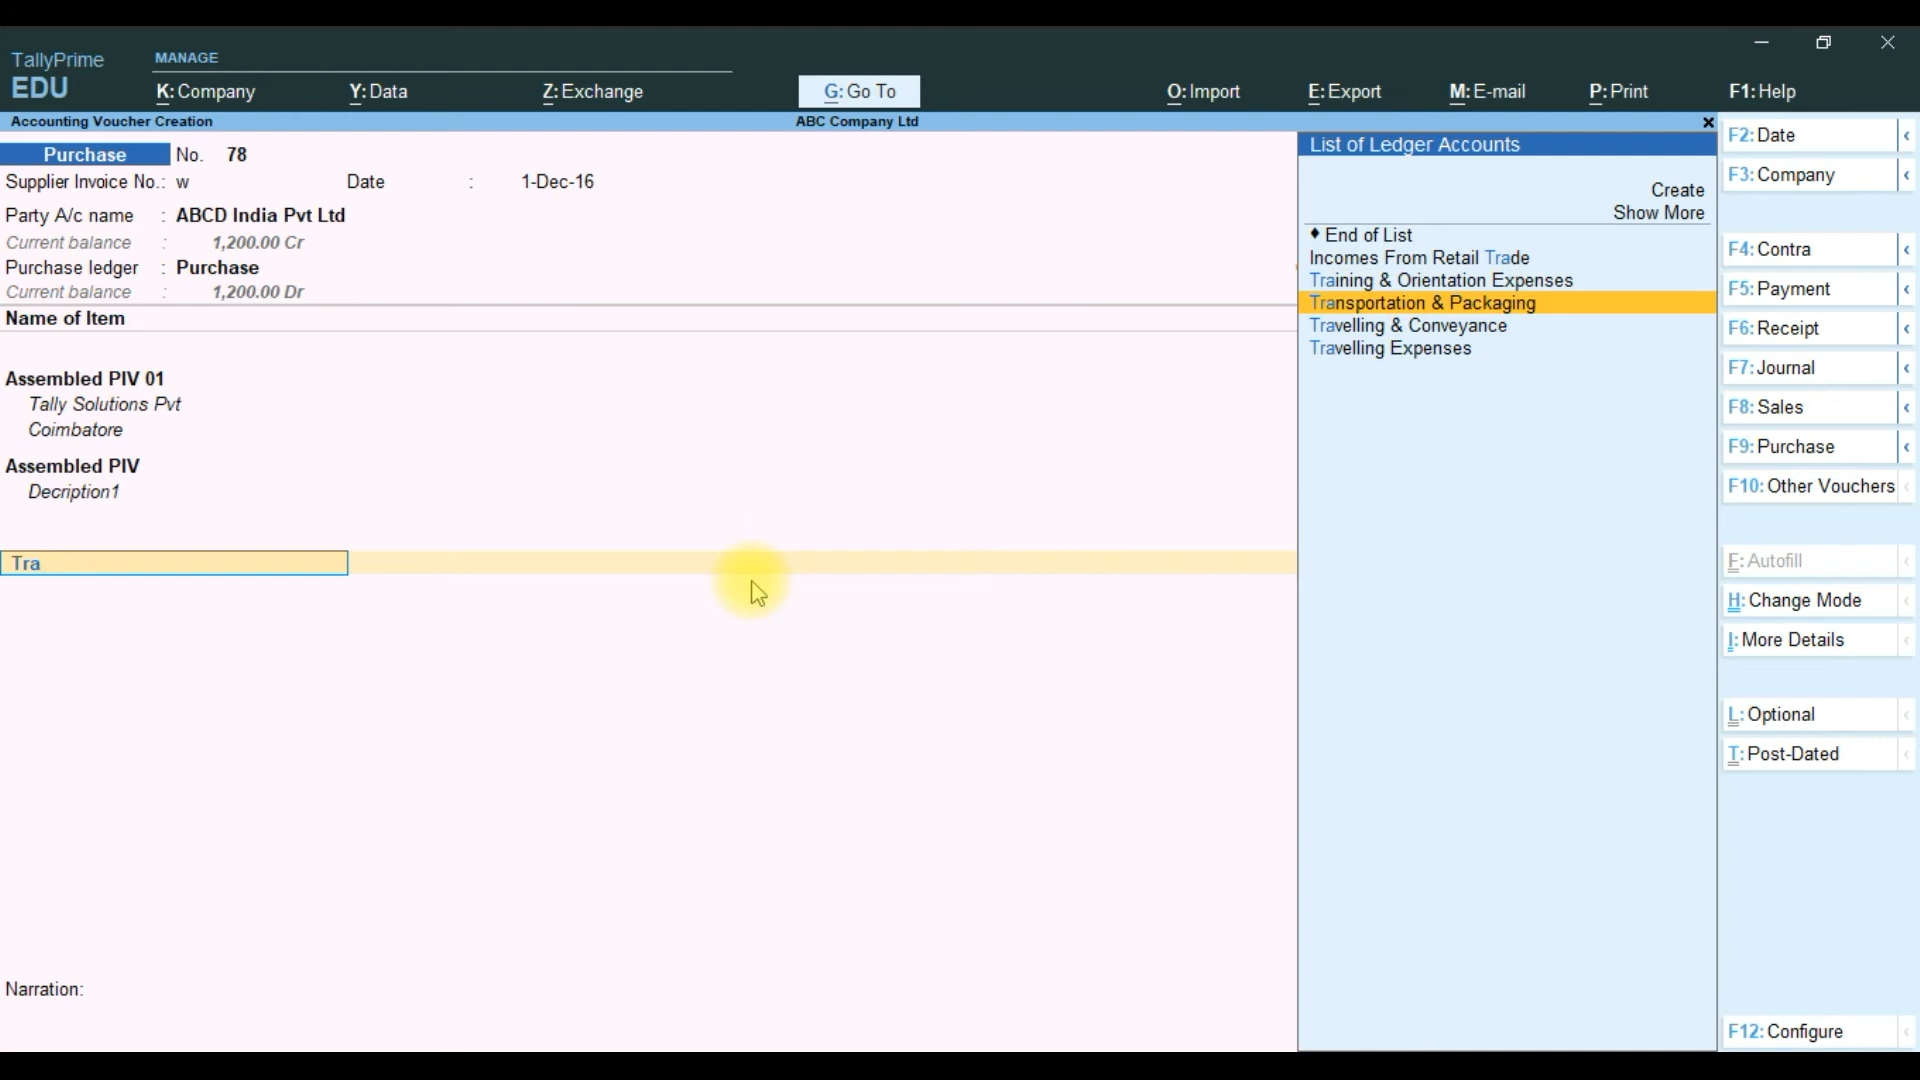 TallyPrime
EDU
MANAGE
K: Company
Y: Data
Z: Exchange
G: Go To
O: Import
E: Export
M: E-mail
P: Print
F1: Help
Accounting Voucher Creation
ABC Company Ltd
Purchase No. 78
Supplier Invoice No.: w Date : 1-Dec-16
Party A/c name : ABCD India Pvt Ltd
Current balance : 1,200.00 Cr
Purchase ledger : Purchase
Current balance : 1,200.00 Dr
Name of Item
Assembled PIV 01
Tally Solutions Pvt
Coimbatore
Assembled PIV
Decription1
Tra
Narration:
List of Ledger Accounts
Create
Show More
♦ End of List
Incomes From Retail Trade
Training & Orientation Expenses
Transportation & Packaging
Travelling & Conveyance
Travelling Expenses
F2: Date
F3: Company
F4: Contra
F5: Payment
F6: Receipt
F7: Journal
F8: Sales
F9: Purchase
F10: Other Vouchers
F: Autofill
H: Change Mode
I: More Details
L: Optional
T: Post-Dated
F12: Configure